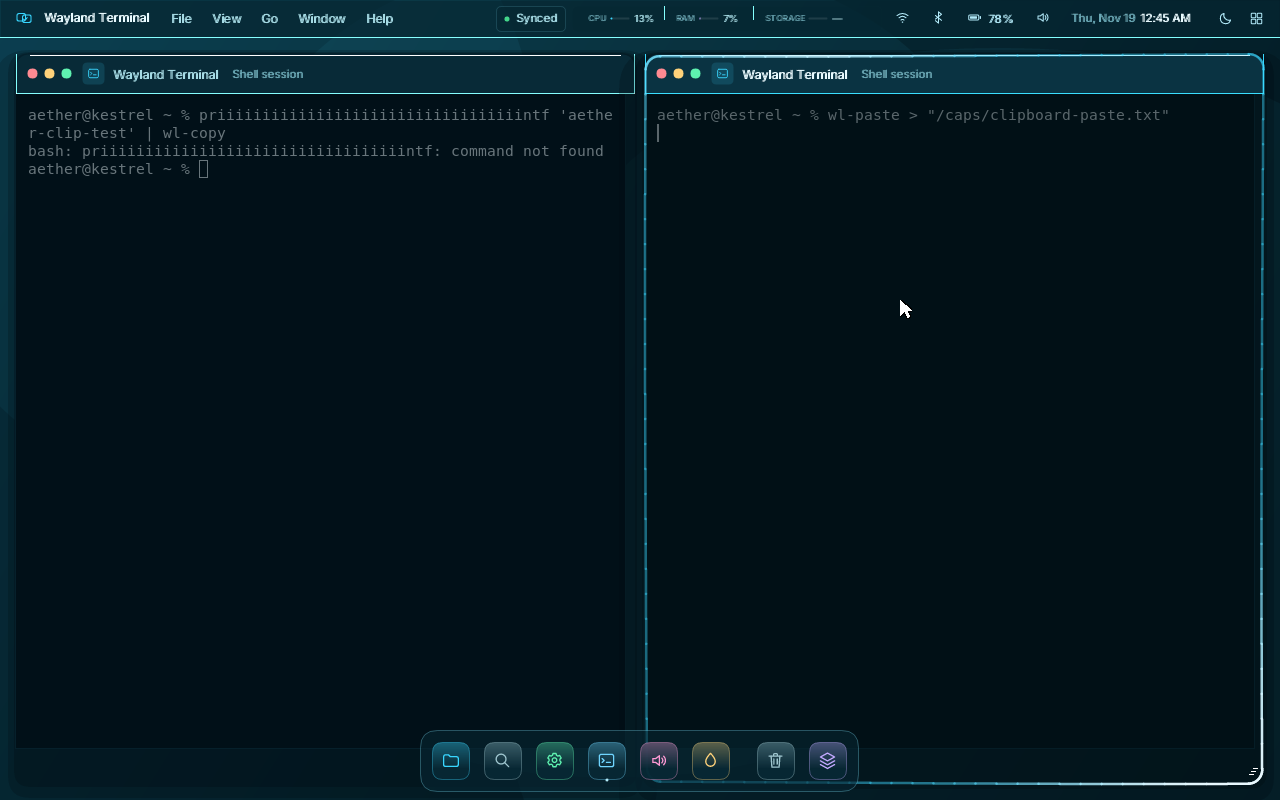 Wayland Terminal File View Go Window Help Synced CPU 13% RAM 7% STORAGE — 78% Thu, Nov 19 12:45 AM
Wayland Terminal Shell session
aether@kestrel ~ % priiiiiiiiiiiiiiiiiiiiiiiiiiiiiiiiiiiintf 'aethe
r-clip-test' | wl-copy
bash: priiiiiiiiiiiiiiiiiiiiiiiiiiiiiiiiiiiintf: command not found
aether@kestrel ~ %
Wayland Terminal Shell session
aether@kestrel ~ % wl-paste > "/caps/clipboard-paste.txt"